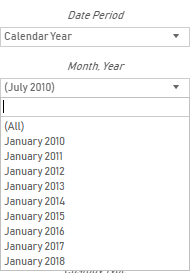 Date Period
Calendar Year
Month, Year
(July 2010)
(All)
January 2010
January 2011
January 2012
January 2013
January 2014
January 2015
January 2016
January 2017
January 2018